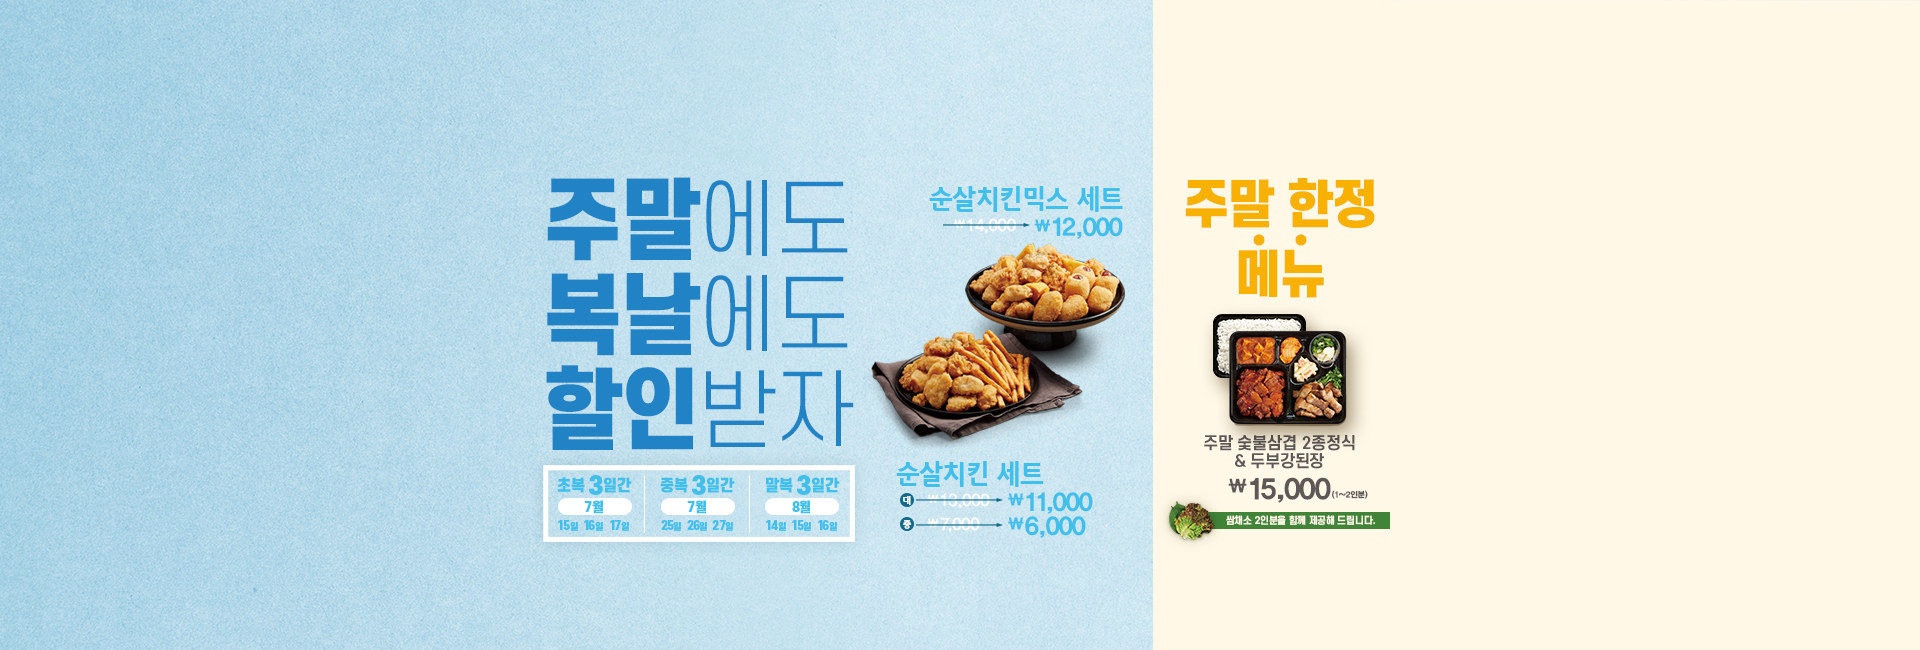 주말에도
복날에도
할인받자
초복 3일간
7월
15일 16일 17일
중복 3일간
7월
25일 26일 27일
말복 3일간
8월
14일 15일 16일
순살치킨믹스 세트
₩14,000 → ₩12,000
순살치킨 세트
대 ₩13,000 → ₩11,000
중 ₩7,000 → ₩6,000
주말 한정
메뉴
주말 숯불삼겹 2종정식
& 두부강된장
₩15,000 (1~2인분)
쌈채소 2인분을 함께 제공해 드립니다.